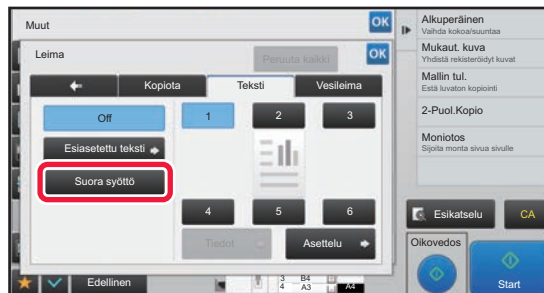 Muut
OK
Leima
Peruuta kaikki
OK
Kopiota
Teksti
Vesileima
Off
Esiasetettu teksti
Suora syöttö
1
2
3
4
5
6
Tiedot
Asettelu
Edellinen
3 B4
4 A3
A4
Alkuperäinen
Vaihda kokoa/suuntaa
Mukaut. kuva
Yhdistä rekisteröidyt kuvat
Mallin tul.
Estä luvaton kopiointi
2-Puol.Kopio
Moniotos
Sijoita monta sivua sivulle
Esikatselu
CA
Oikovedos
Start